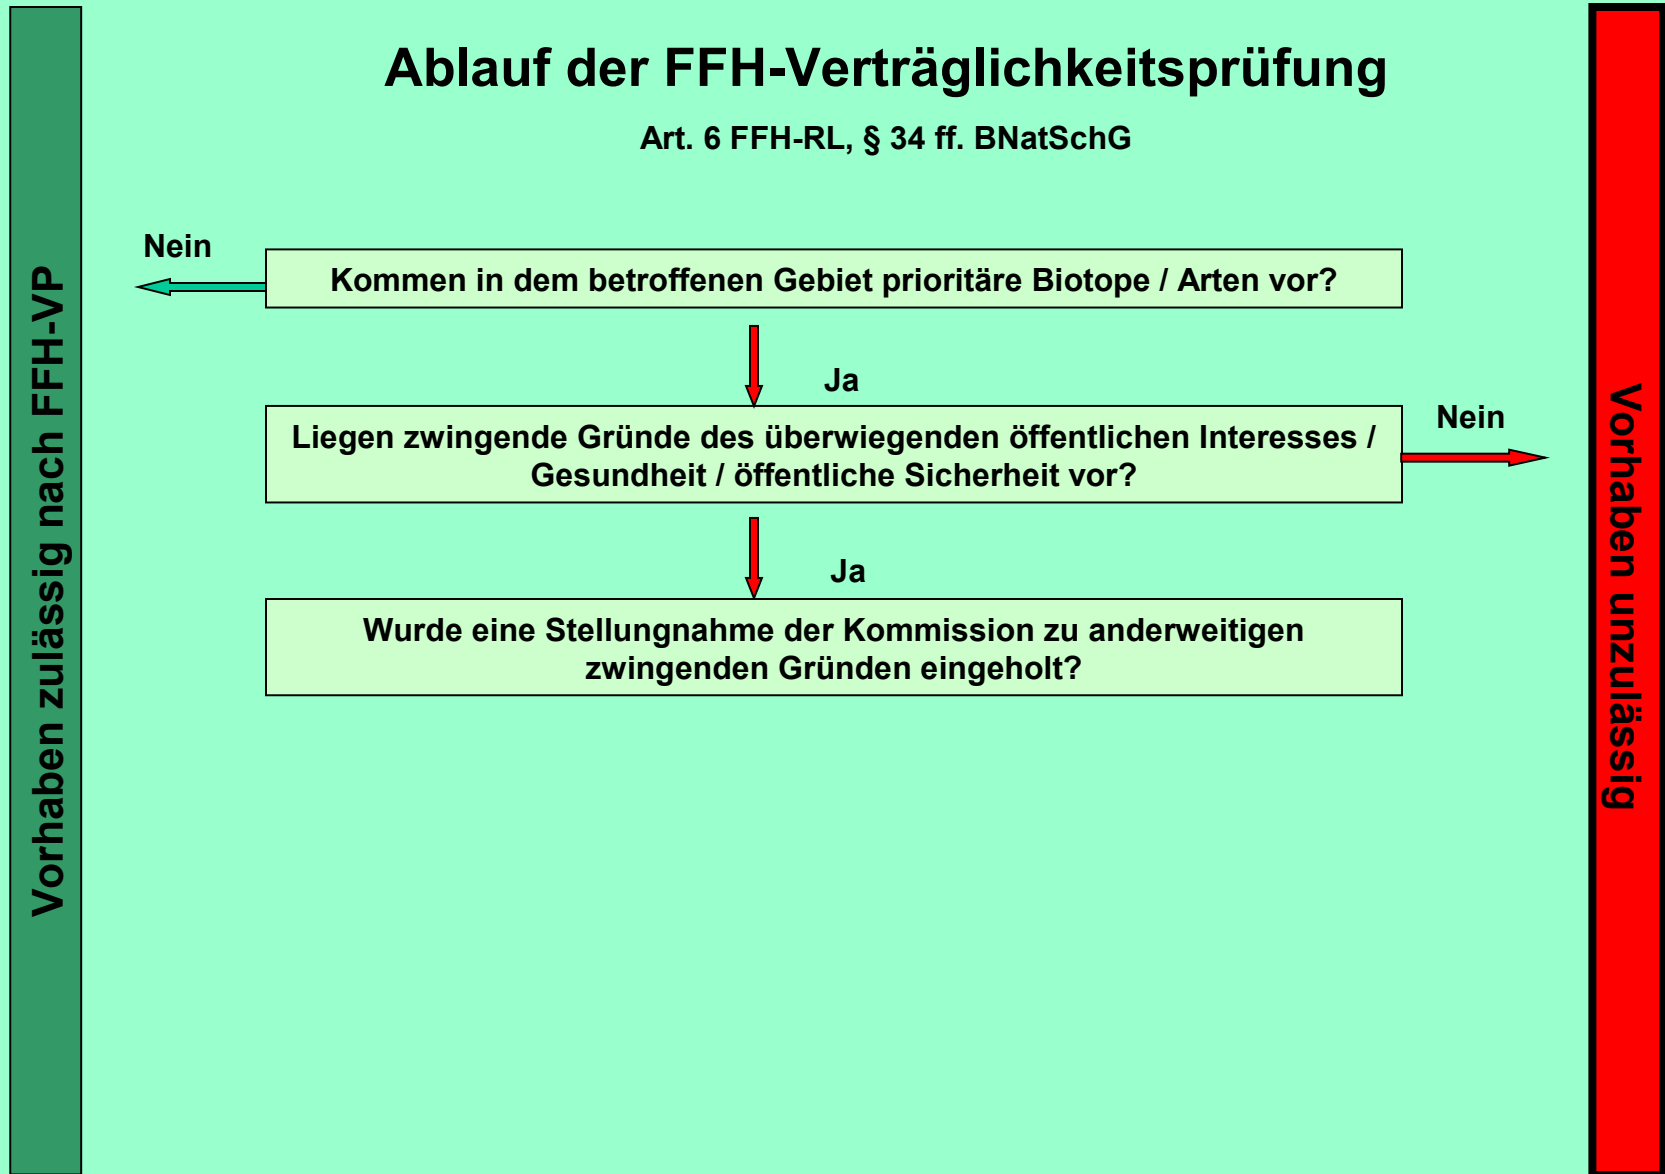 Ablauf der FFH-Verträglichkeitsprüfung
Art. 6 FFH-RL, § 34 ff. BNatSchG
Vorhaben zulässig nach FFH-VP
Nein
Kommen in dem betroffenen Gebiet prioritäre Biotope / Arten vor?
Ja
Liegen zwingende Gründe des überwiegenden öffentlichen Interesses /
Gesundheit / öffentliche Sicherheit vor?
Nein
Ja
Wurde eine Stellungnahme der Kommission zu anderweitigen
zwingenden Gründen eingeholt?
Vorhaben unzulässig